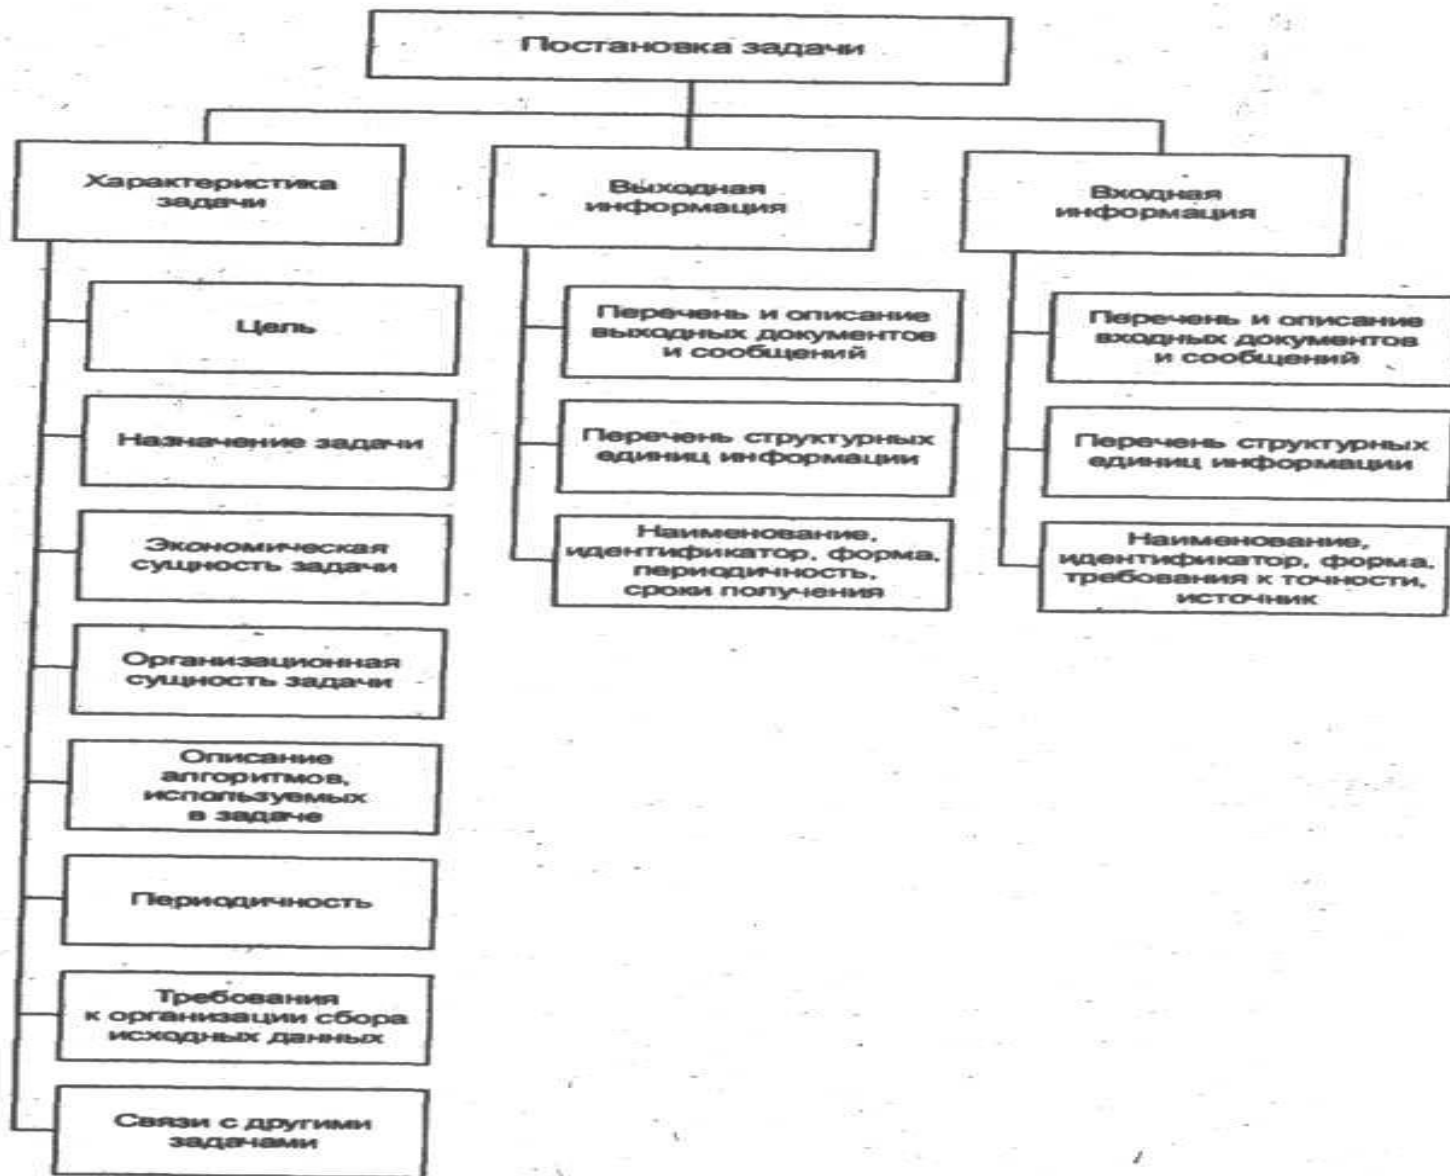 Постановка задачи
Характеристика
задачи
Цель
Назначение задачи
Экономическая
сущность задачи
Организационная
сущность задачи
Описание
алгоритмов,
используемых
в задаче
Периодичность
Требования
к организации сбора
исходных данных
Связи с другими
задачами
Выходная
информация
Перечень и описание
выходных документов
и сообщений
Перечень структурных
единиц информации
Наименование,
идентификатор, форма,
периодичность,
сроки получения
Входная
информация
Перечень и описание
входных документов
и сообщений
Перечень структурных
единиц информации
Наименование,
идентификатор, форма,
требования к точности,
источник